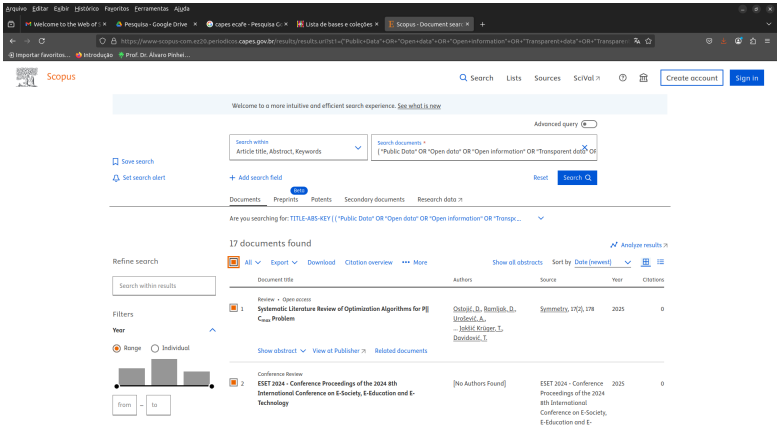 Arquivo Editar Exibir Histórico Favoritos Ferramentas Ajuda
Welcome to the Web of S
Pesquisa - Google Drive
capes ecafe - Pesquisa G
Lista de bases e coleções
Scopus - Document sear
https://www-scopus-com-ez20.periodicos.capes.gov.br/results/results.uri?st1=("Public+Data"+OR+"Open+data"+OR+"Open+information"+OR+"Transparent+data"+OR+"Transparen
Importar favoritos... Introdução Prof. Dr. Álvaro Pinhei...
Scopus
Search Lists Sources SciVal Create account Sign in
Welcome to a more intuitive and efficient search experience. See what is new
Advanced query
Search within
Article title, Abstract, Keywords
Search documents *
( "Public Data" OR "Open data" OR "Open information" OR "Transparent data" OR
Save search
Set search alert
+ Add search field
Reset Search
Beta
Documents Preprints Patents Secondary documents Research data
Are you searching for: TITLE-ABS-KEY ( ( "Public Data" OR "Open data" OR "Open information" OR "Transpc...
17 documents found
Analyze results
Refine search
All Export Download Citation overview ••• More Show all abstracts Sort by Date (newest)
Search within results
Document title Authors Source Year Citations
Filters
Year
Range Individual
from – to
Review • Open access
1 Systematic Literature Review of Optimization Algorithms for P||
Cmax Problem
Ostojić, D., Ramljak, D.,
Urošević, A.,
... Jaklić Krüger, T.,
Davidović, T.
Symmetry, 17(2), 178 2025 0
Show abstract View at Publisher Related documents
Conference Review
2 ESET 2024 - Conference Proceedings of the 2024 8th
International Conference on E-Society, E-Education and E-
Technology
[No Authors Found]
ESET 2024 - Conference 2025 0
Proceedings of the 2024
8th International
Conference on E-Society,
E-Education and E-